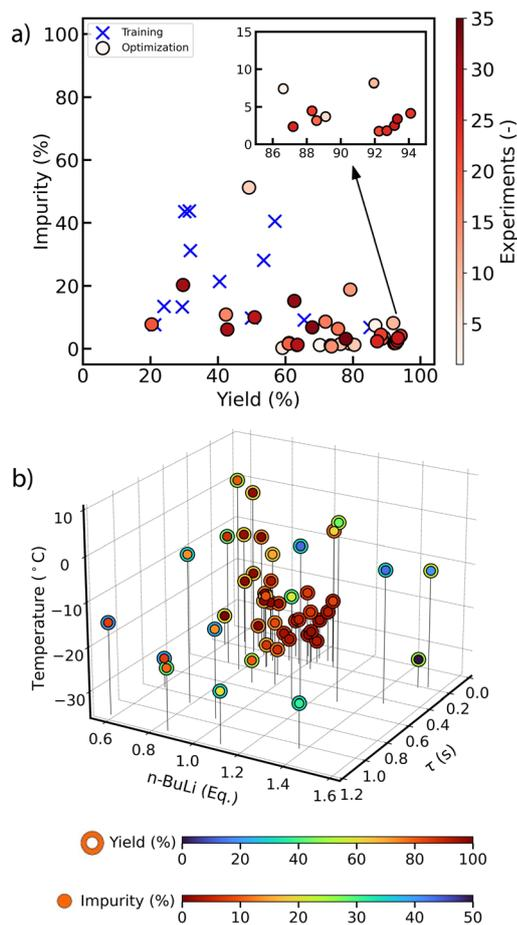 a)
Training
Optimization
100
80
60
40
20
0
Impurity (%)
0 20 40 60 80 100
Yield (%)
15
10
5
0
86 88 90 92 94
35
30
25
20
15
10
5
Experiments (-)
b)
10
0
−10
−20
−30
Temperature (°C)
0.6 0.8 1.0 1.2 1.4 1.6
n-BuLi (Eq.)
0.0
0.2
0.4
0.6
0.8
1.0
1.2
τ (s)
Yield (%)
0 20 40 60 80 100
Impurity (%)
0 10 20 30 40 50